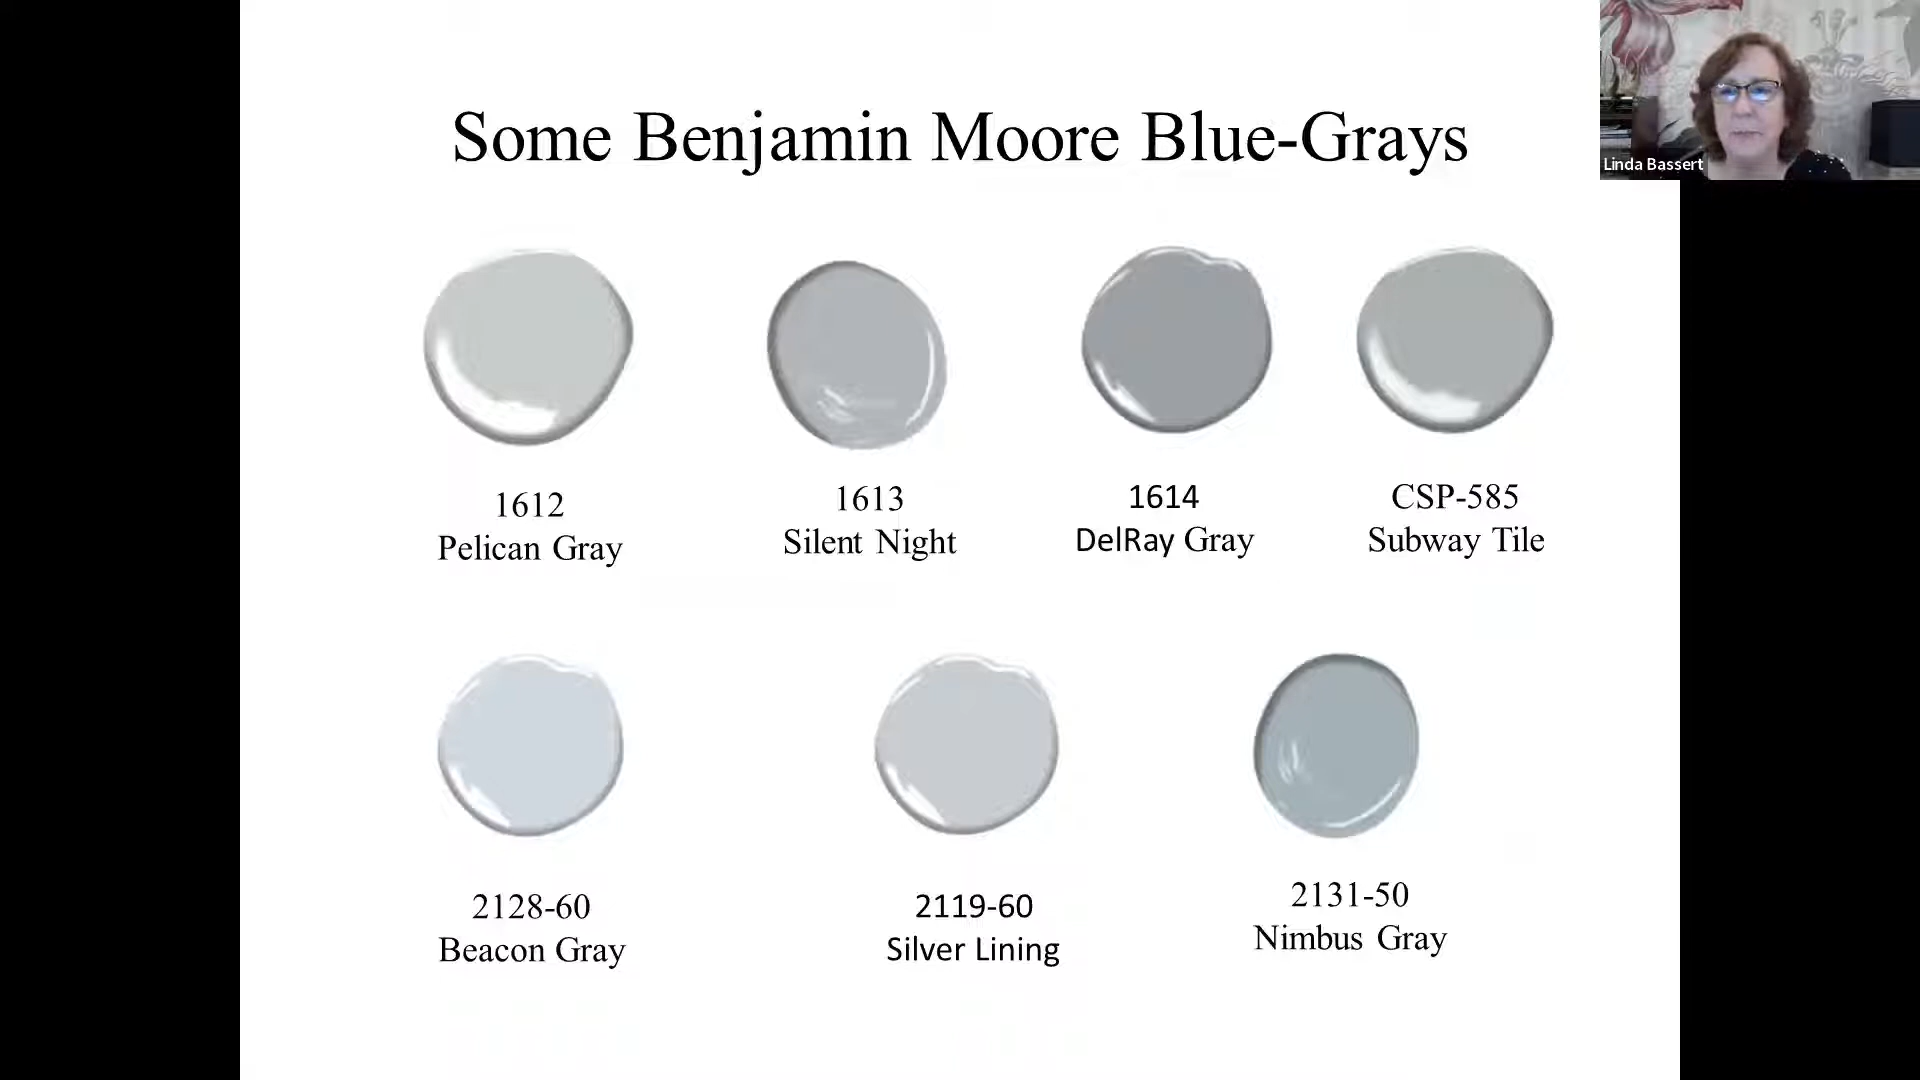 Some Benjamin Moore Blue-Grays
Linda Bassert
1612
Pelican Gray
1613
Silent Night
1614
DelRay Gray
CSP-585
Subway Tile
2128-60
Beacon Gray
2119-60
Silver Lining
2131-50
Nimbus Gray